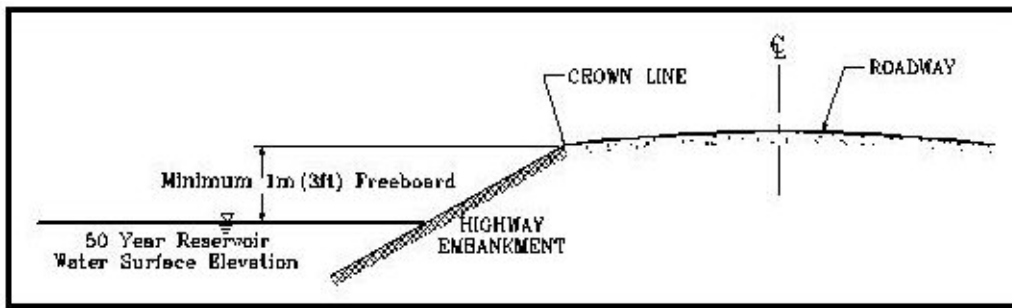 ℄
CROWN LINE
ROADWAY
Minimum 1m (3ft) Freeboard
HIGHWAY
EMBANKMENT
50 Year Reservoir
Water Surface Elevation